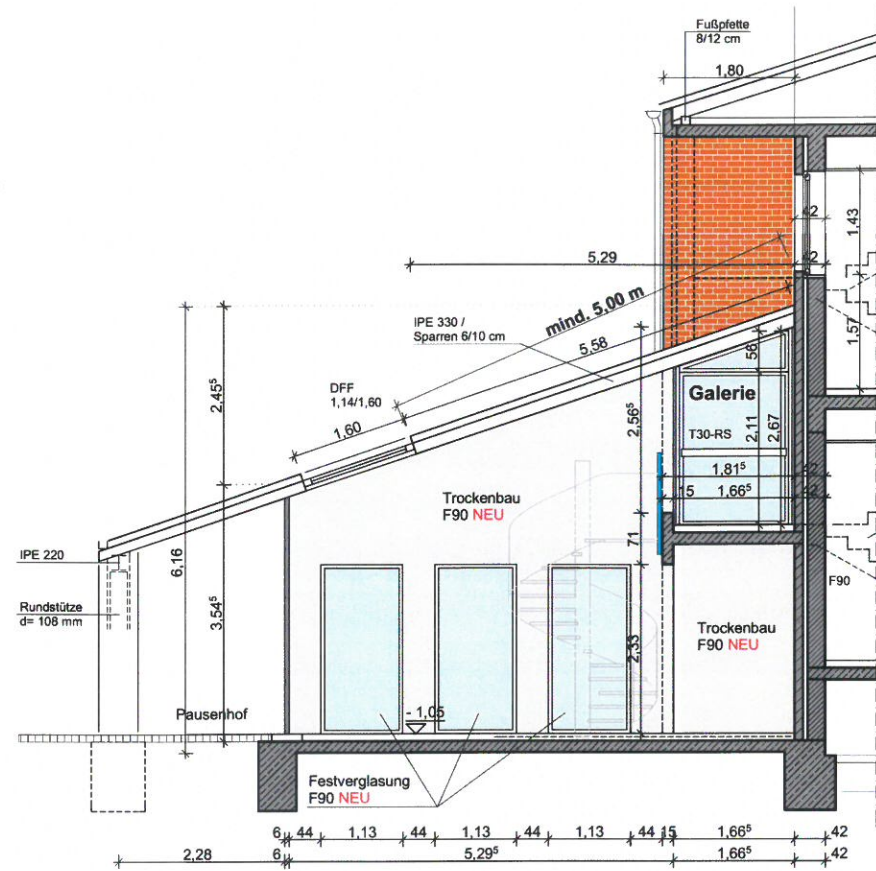 Fußpfette
8/12 cm
1,80
42
1,43
5,29
42
mind. 5,00 m
IPE 330 /
Sparren 6/10 cm
5,58
1,57
56
2,45⁵
DFF
1,14/1,60
1,60
2,56⁵
Galerie
T30-RS
2,11
2,67
1,81⁵
42
15
1,66⁵
42
Trockenbau
F90 NEU
IPE 220
6,16
71
F90
Rundstütze
d= 108 mm
3,54⁵
2,33
Trockenbau
F90 NEU
Pausenhof
- 1,05
Festverglasung
F90 NEU
6 44 1,13 44 1,13 44 1,13 44 15 1,66⁵ 42
2,28 6 5,29⁵ 1,66⁵ 42